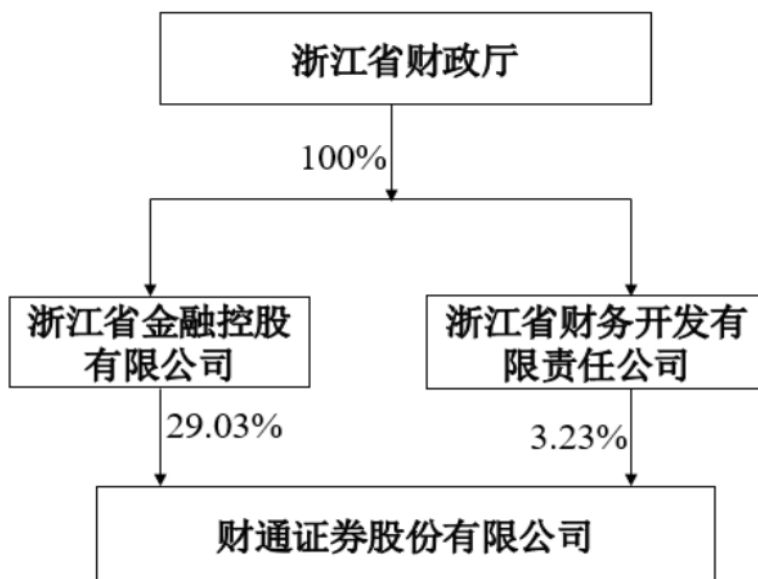 浙江省财政厅
100%
浙江省金融控股
有限公司
浙江省财务开发有
限责任公司
29.03%
3.23%
财通证券股份有限公司